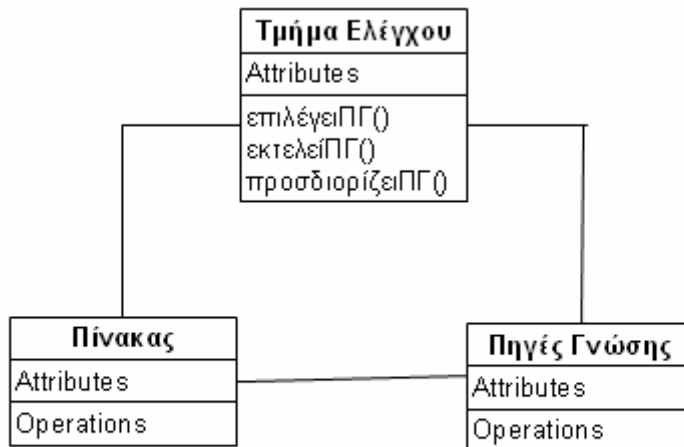 Τμήμα Ελέγχου
Attributes
επιλέγειΠΓ()
εκτελείΠΓ()
προσδιορίζειΠΓ()
Πίνακας
Attributes
Operations
Πηγές Γνώσης
Attributes
Operations